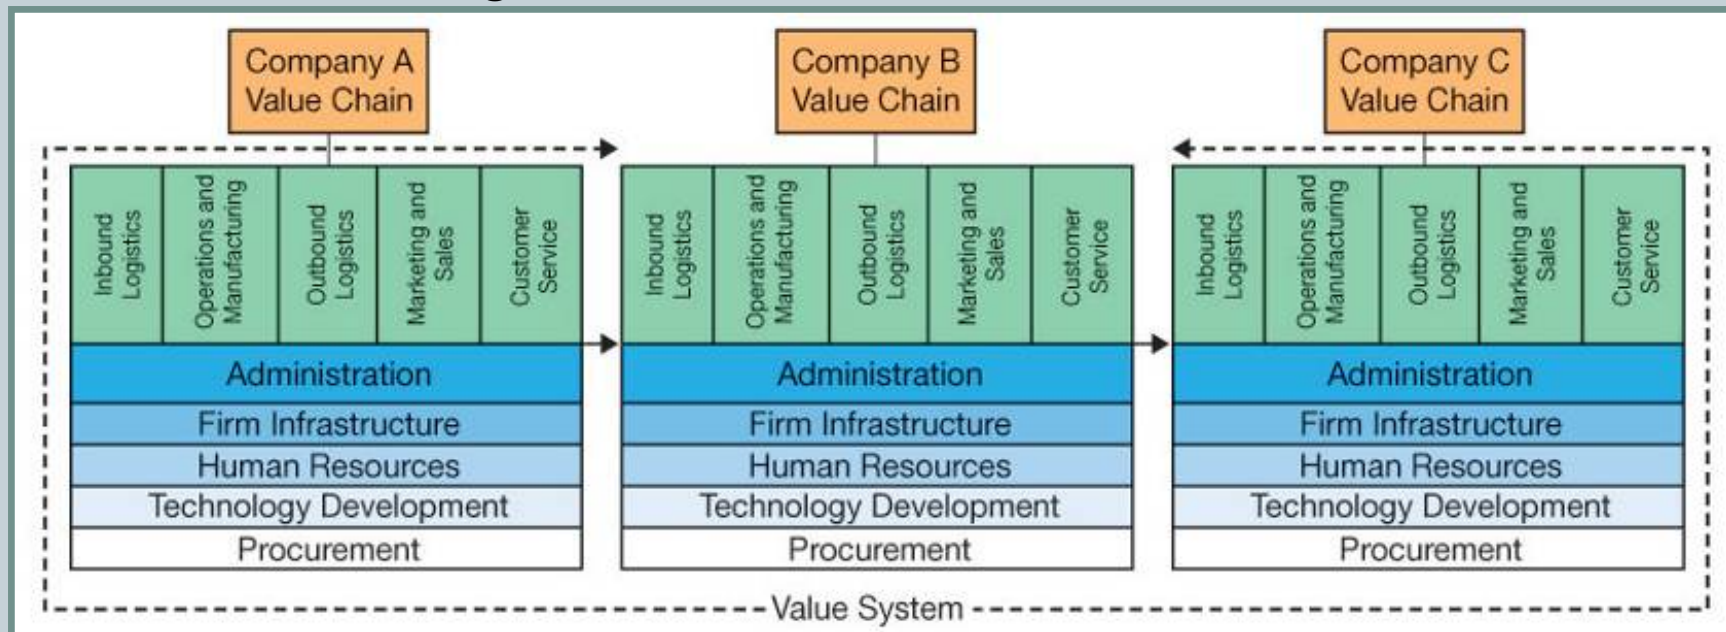 Company A
Value Chain
Company B
Value Chain
Company C
Value Chain
Inbound
Logistics
Operations and
Manufacturing
Outbound
Logistics
Marketing and
Sales
Customer
Service
Inbound
Logistics
Operations and
Manufacturing
Outbound
Logistics
Marketing and
Sales
Customer
Service
Inbound
Logistics
Operations and
Manufacturing
Outbound
Logistics
Marketing and
Sales
Customer
Service
Administration
Firm Infrastructure
Human Resources
Technology Development
Procurement
Administration
Firm Infrastructure
Human Resources
Technology Development
Procurement
Administration
Firm Infrastructure
Human Resources
Technology Development
Procurement
Value System